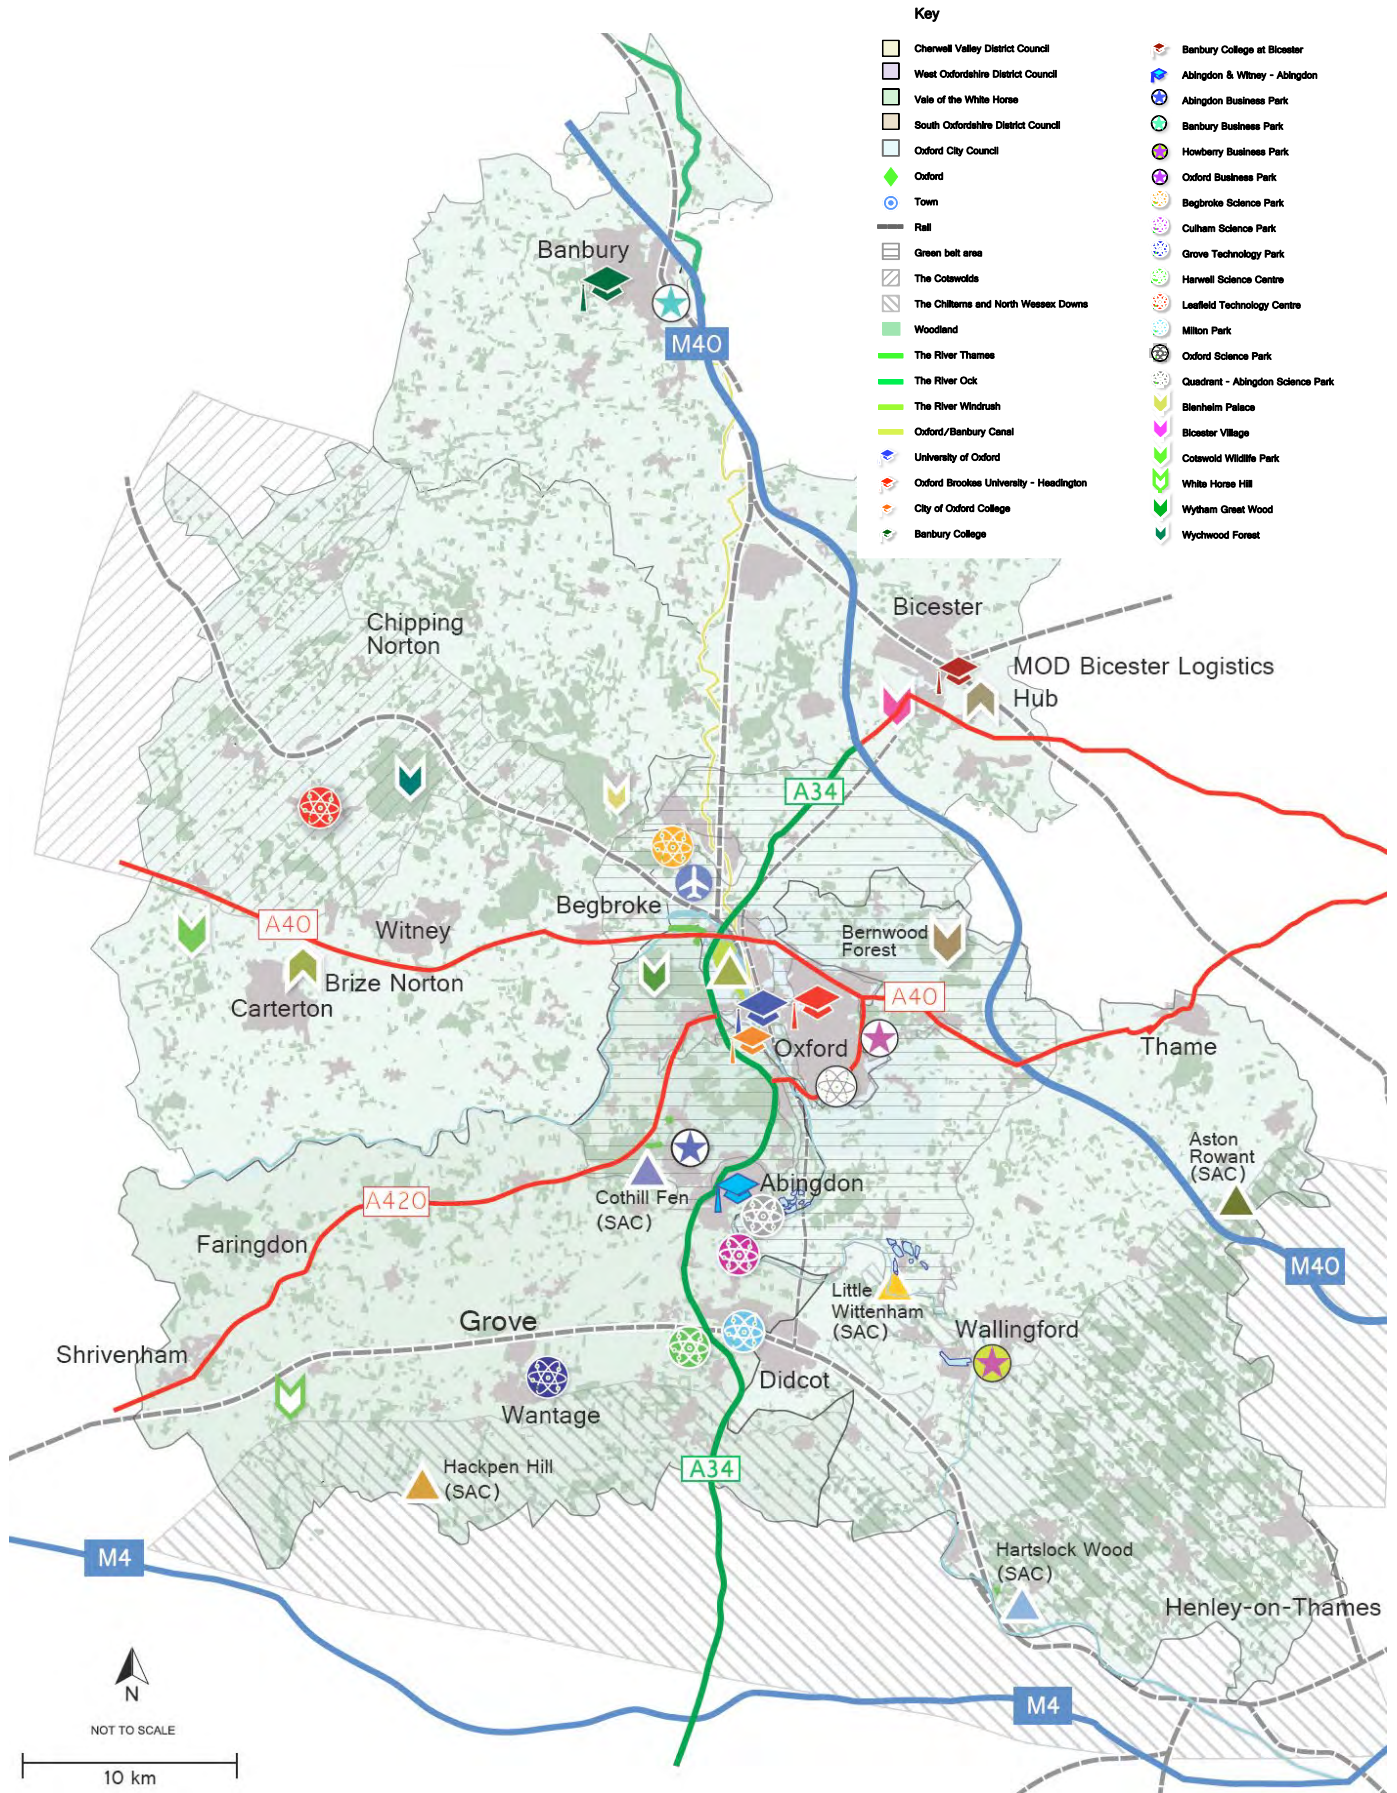 Key
Cherwell Valley District Council
West Oxfordshire District Council
Vale of the White Horse
South Oxfordshire District Council
Oxford City Council
Oxford
Town
Rail
Green belt area
The Cotswolds
The Chilterns and North Wessex Downs
Woodland
The River Thames
The River Ock
The River Windrush
Oxford/Banbury Canal
University of Oxford
Oxford Brookes University - Headington
City of Oxford College
Banbury College
Banbury College at Bicester
Abingdon & Witney - Abingdon
Abingdon Business Park
Banbury Business Park
Howberry Business Park
Oxford Business Park
Begbroke Science Park
Culham Science Park
Grove Technology Park
Harwell Science Centre
Leafield Technology Centre
Milton Park
Oxford Science Park
Quadrant - Abingdon Science Park
Blenheim Palace
Bicester Village
Cotswold Wildlife Park
White Horse Hill
Wytham Great Wood
Wychwood Forest
Banbury
M40
Bicester
Chipping
Norton
MOD Bicester Logistics
Hub
A34
Begbroke
A40
Witney
Bernwood
Forest
Brize Norton
Carterton
A40
Oxford
Thame
Aston
Rowant
(SAC)
Abingdon
Cothill Fen
(SAC)
A420
Faringdon
M40
Little
Wittenham
(SAC)
Grove
Wallingford
Shrivenham
Didcot
Wantage
Hackpen Hill
(SAC)
A34
M4
Hartslock Wood
(SAC)
Henley-on-Thames
M4
N
NOT TO SCALE
10 km